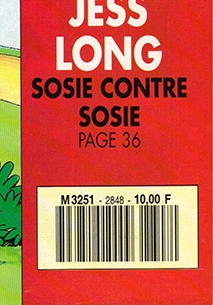 JESS
LONG
SOSIE CONTRE
SOSIE
PAGE 36
M 3251 - 2848 - 10,00 F